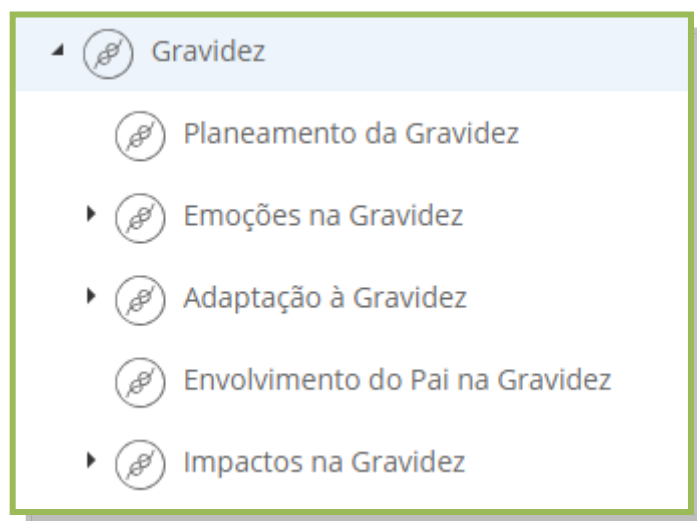 Gravidez
Planeamento da Gravidez
Emoções na Gravidez
Adaptação à Gravidez
Envolvimento do Pai na Gravidez
Impactos na Gravidez